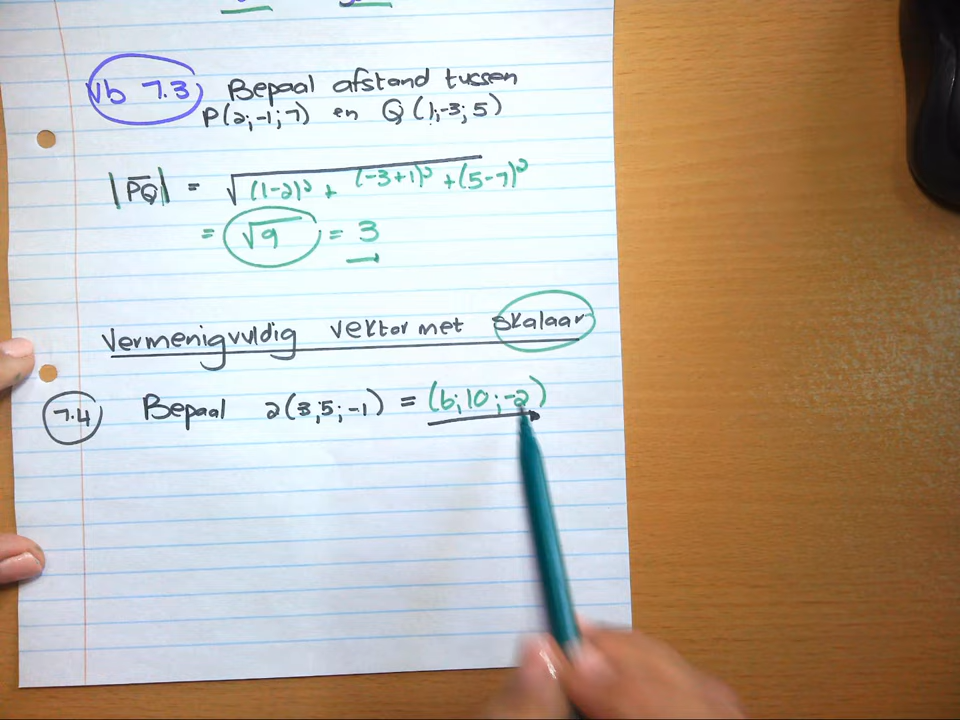 Vb 7.3 Bepaal afstand tussen
P(2;-1;7) en Q(1;-3;5)
|PQ| = √(1-2)² + (-3+1)² + (5-7)²
= √9 = 3
Vermenigvuldig vektor met skalaar
7.4 Bepaal 2(3;5;-1) = (6;10;-2)